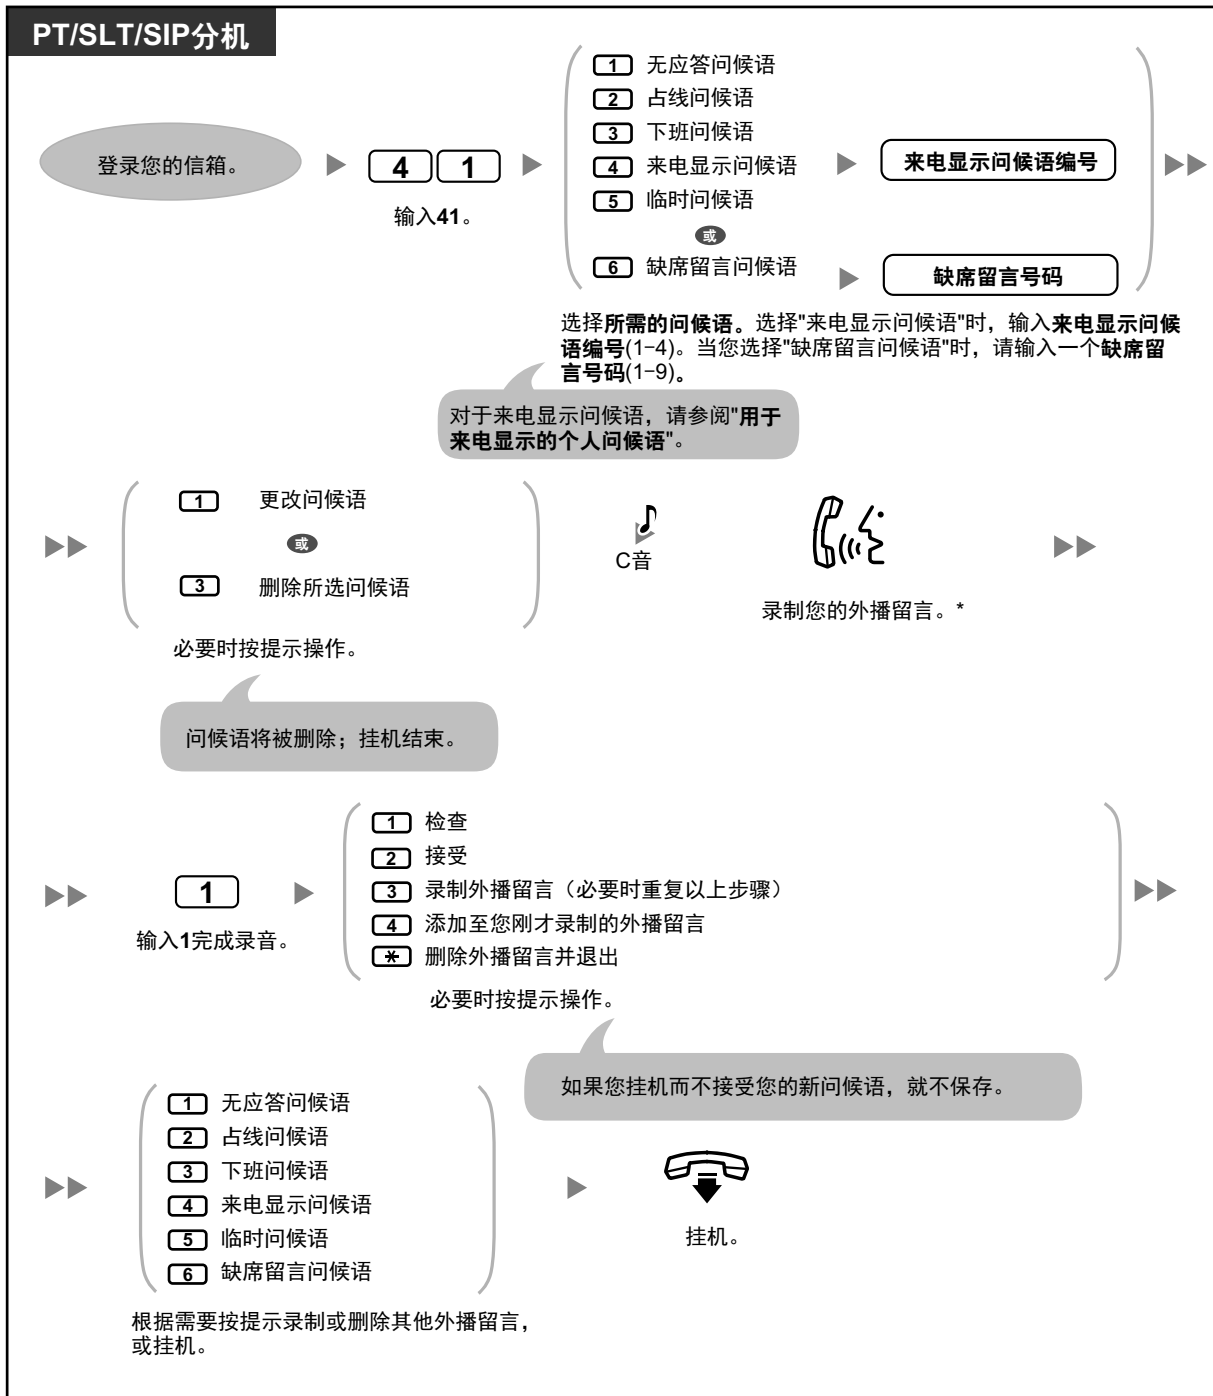 PT/SLT/SIP分机
1 无应答问候语
2 占线问候语
3 下班问候语
4 来电显示问候语
5 临时问候语
或
6 缺席留言问候语
登录您的信箱。
4 1
输入41。
来电显示问候语编号
缺席留言号码
选择所需的问候语。选择"来电显示问候语"时，输入来电显示问候
语编号(1-4)。当您选择"缺席留言问候语"时，请输入一个缺席留
言号码(1-9)。
对于来电显示问候语，请参阅"用于
来电显示的个人问候语"。
1 更改问候语
或
3 删除所选问候语
必要时按提示操作。
C音
录制您的外播留言。*
问候语将被删除；挂机结束。
1
输入1完成录音。
1 检查
2 接受
3 录制外播留言（必要时重复以上步骤）
4 添加至您刚才录制的外播留言
* 删除外播留言并退出
必要时按提示操作。
如果您挂机而不接受您的新问候语，就不保存。
1 无应答问候语
2 占线问候语
3 下班问候语
4 来电显示问候语
5 临时问候语
6 缺席留言问候语
挂机。
根据需要按提示录制或删除其他外播留言，
或挂机。